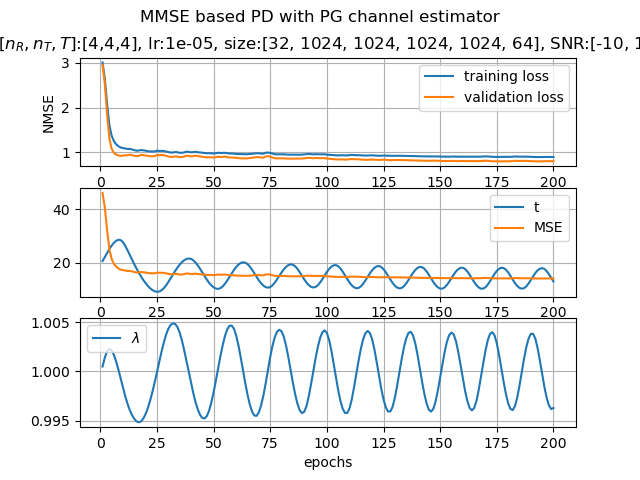 MMSE based PD with PG channel estimator
[n_R, n_T, T]:[4,4,4], lr:1e-05, size:[32, 1024, 1024, 1024, 1024, 64], SNR:[-10, 1
3
2
1
NMSE
training loss
validation loss
0 25 50 75 100 125 150 175 200
40
20
t
MSE
0 25 50 75 100 125 150 175 200
1.005
1.000
0.995
λ
0 25 50 75 100 125 150 175 200
epochs